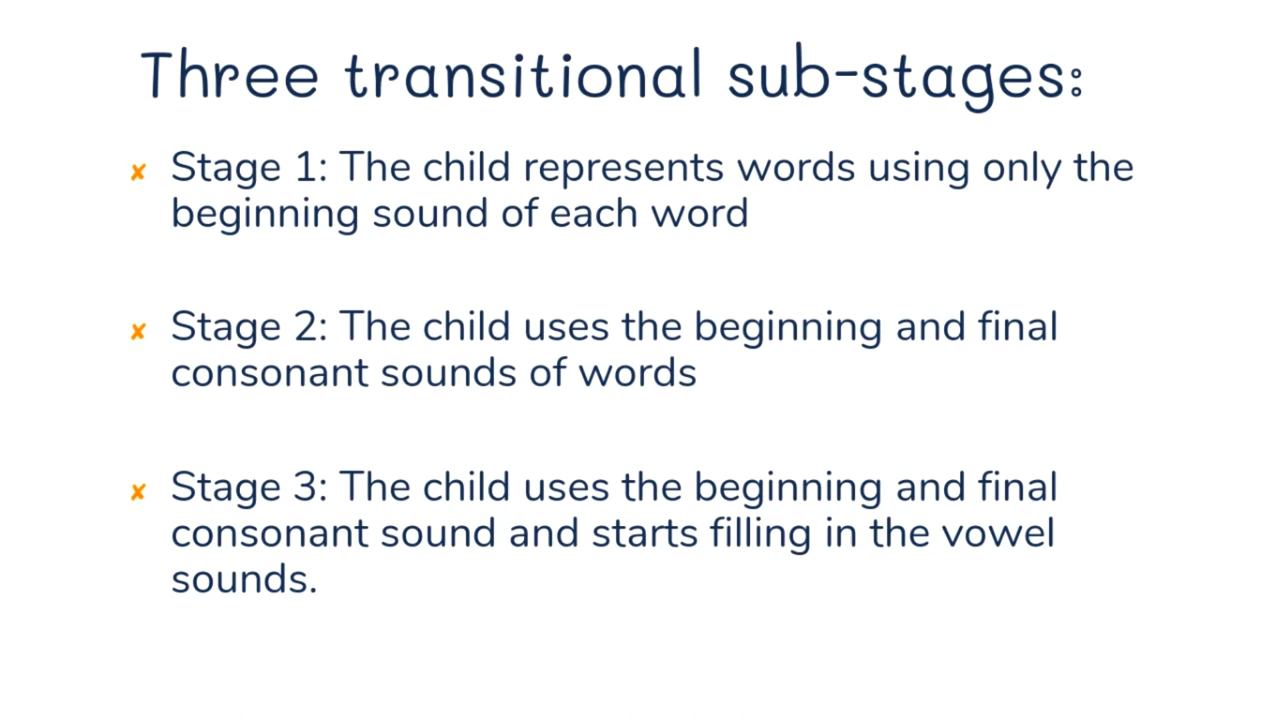 Three transitional sub-stages:
✘ Stage 1: The child represents words using only the
beginning sound of each word
✘ Stage 2: The child uses the beginning and final
consonant sounds of words
✘ Stage 3: The child uses the beginning and final
consonant sound and starts filling in the vowel
sounds.